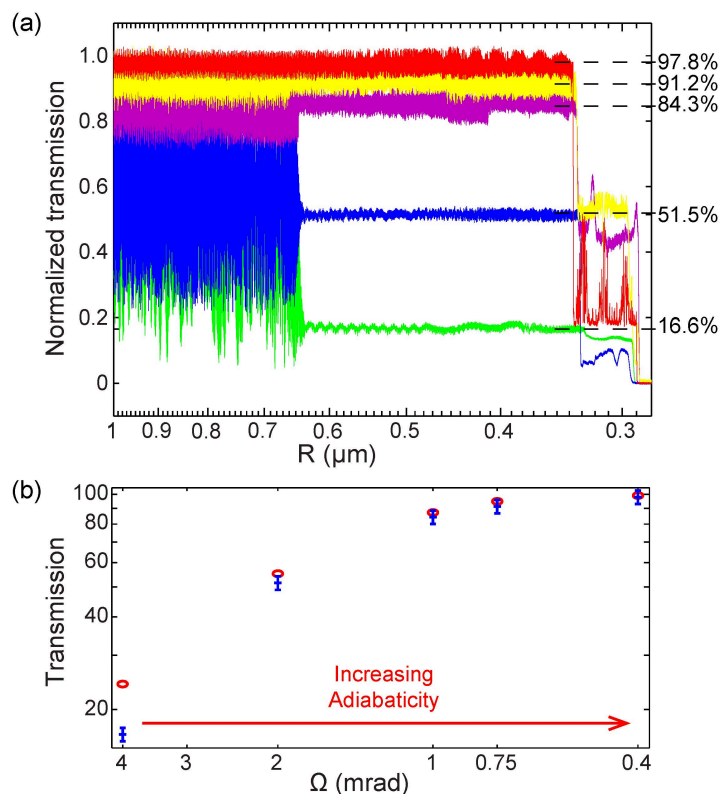 (a)
Normalized transmission
1.0
0.8
0.6
0.4
0.2
0
97.8%
91.2%
84.3%
51.5%
16.6%
1 0.9 0.8 0.7 0.6 0.5 0.4 0.3
R (µm)
(b)
Transmission
100
80
60
40
20
Increasing
Adiabaticity
4 3 2 1 0.75 0.4
Ω (mrad)